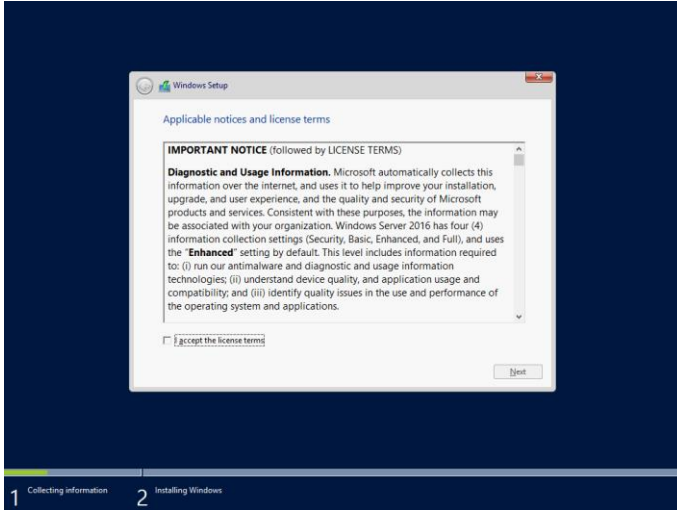 Windows Setup
Applicable notices and license terms
IMPORTANT NOTICE (followed by LICENSE TERMS)
Diagnostic and Usage Information. Microsoft automatically collects this
information over the internet, and uses it to help improve your installation,
upgrade, and user experience, and the quality and security of Microsoft
products and services. Consistent with these purposes, the information may
be associated with your organization. Windows Server 2016 has four (4)
information collection settings (Security, Basic, Enhanced, and Full), and uses
the "Enhanced" setting by default. This level includes information required
to: (i) run our antimalware and diagnostic and usage information
technologies; (ii) understand device quality, and application usage and
compatibility; and (iii) identify quality issues in the use and performance of
the operating system and applications.
I accept the license terms
Next
1 Collecting information
2 Installing Windows